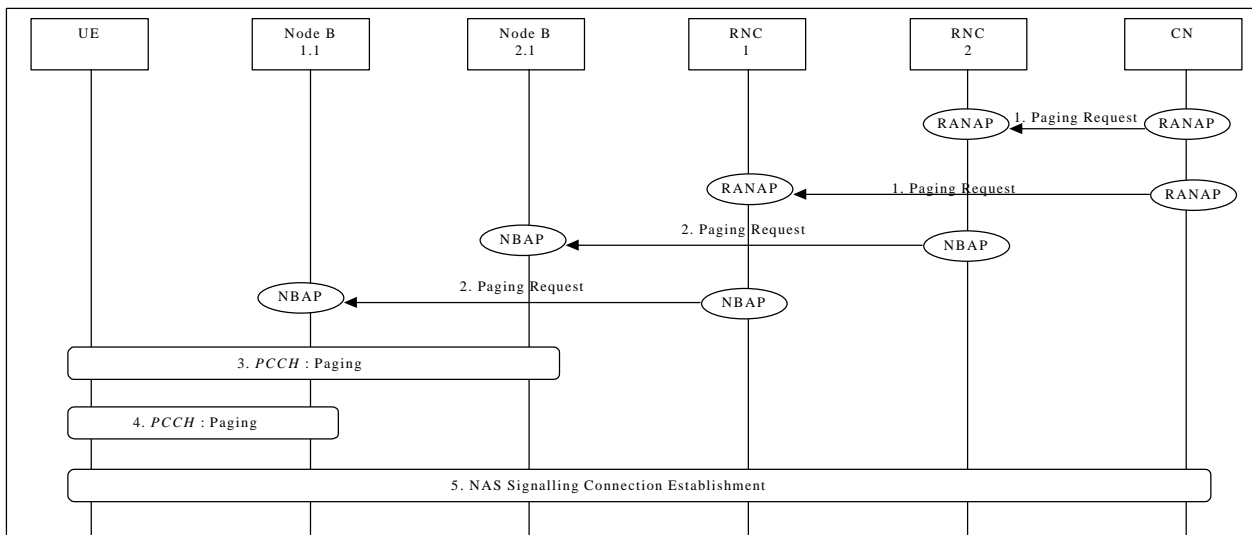 UE
Node B
1.1
Node B
2.1
RNC
1
RNC
2
CN
RANAP
1. Paging Request
RANAP
RANAP
1. Paging Request
RANAP
NBAP
2. Paging Request
NBAP
NBAP
2. Paging Request
NBAP
3. PCCH : Paging
4. PCCH : Paging
5. NAS Signalling Connection Establishment